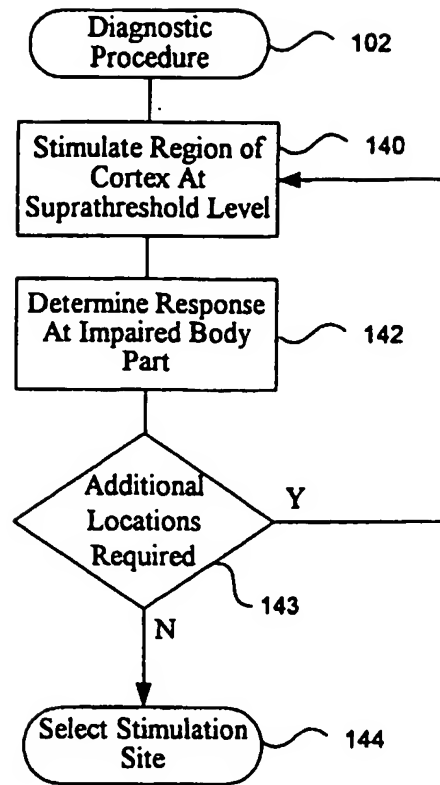 Diagnostic
Procedure
102
Stimulate Region of
Cortex At
Suprathreshold Level
140
Determine Response
At Impaired Body
Part
142
Additional
Locations
Required
Y
143
N
Select Stimulation
Site
144